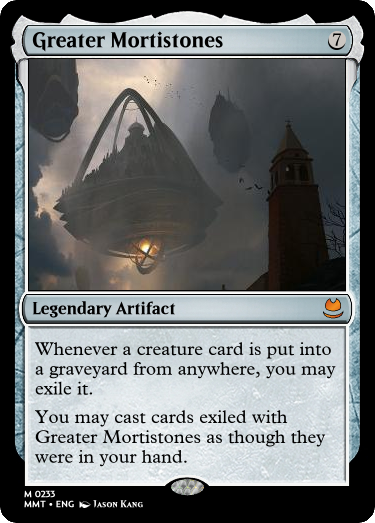 Greater Mortistones
7
Legendary Artifact
Whenever a creature card is put into
a graveyard from anywhere, you may
exile it.
You may cast cards exiled with
Greater Mortistones as though they
were in your hand.
M 0233
MMT • ENG Jason Kang